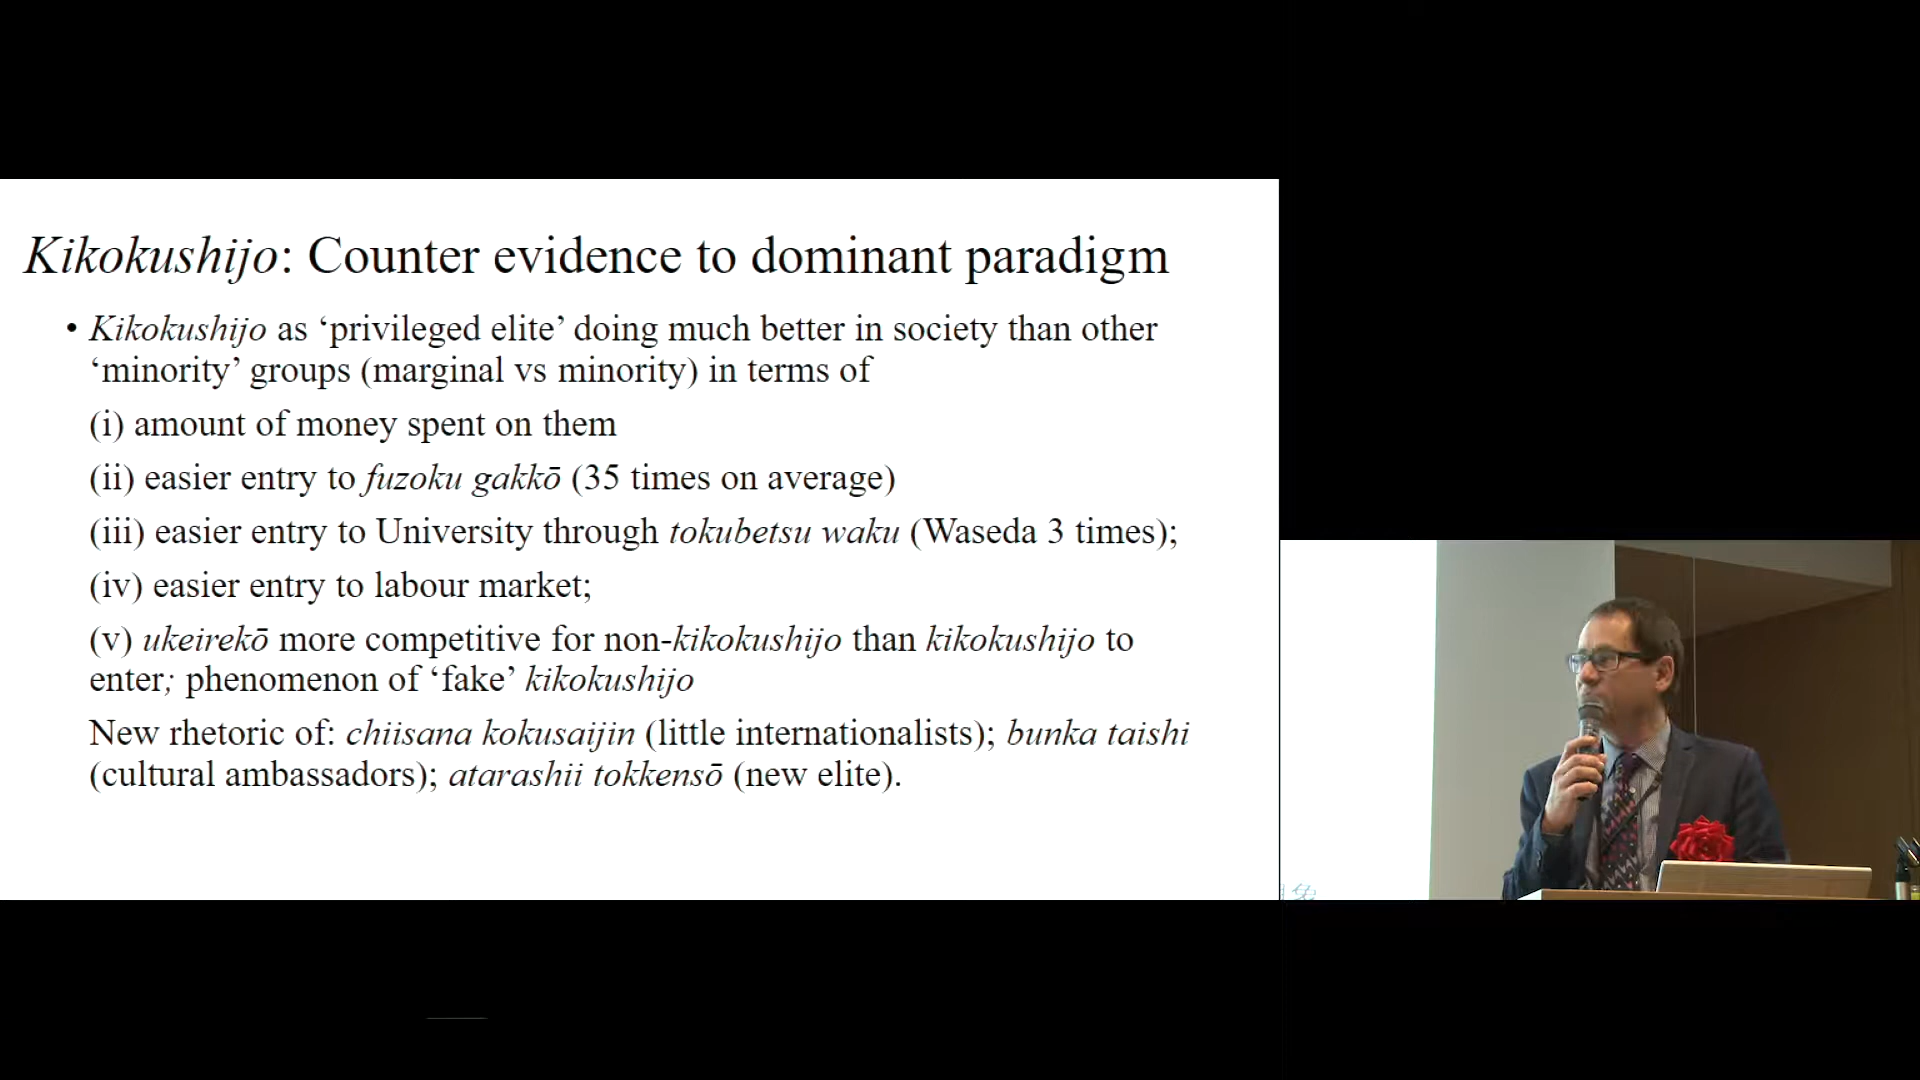 Kikokushijo: Counter evidence to dominant paradigm
• Kikokushijo as ‘privileged elite’ doing much better in society than other
‘minority’ groups (marginal vs minority) in terms of
(i) amount of money spent on them
(ii) easier entry to fuzoku gakkō (35 times on average)
(iii) easier entry to University through tokubetsu waku (Waseda 3 times);
(iv) easier entry to labour market;
(v) ukeirekō more competitive for non-kikokushijo than kikokushijo to
enter; phenomenon of ‘fake’ kikokushijo
New rhetoric of: chiisana kokusaijin (little internationalists); bunka taishi
(cultural ambassadors); atarashii tokkensō (new elite).